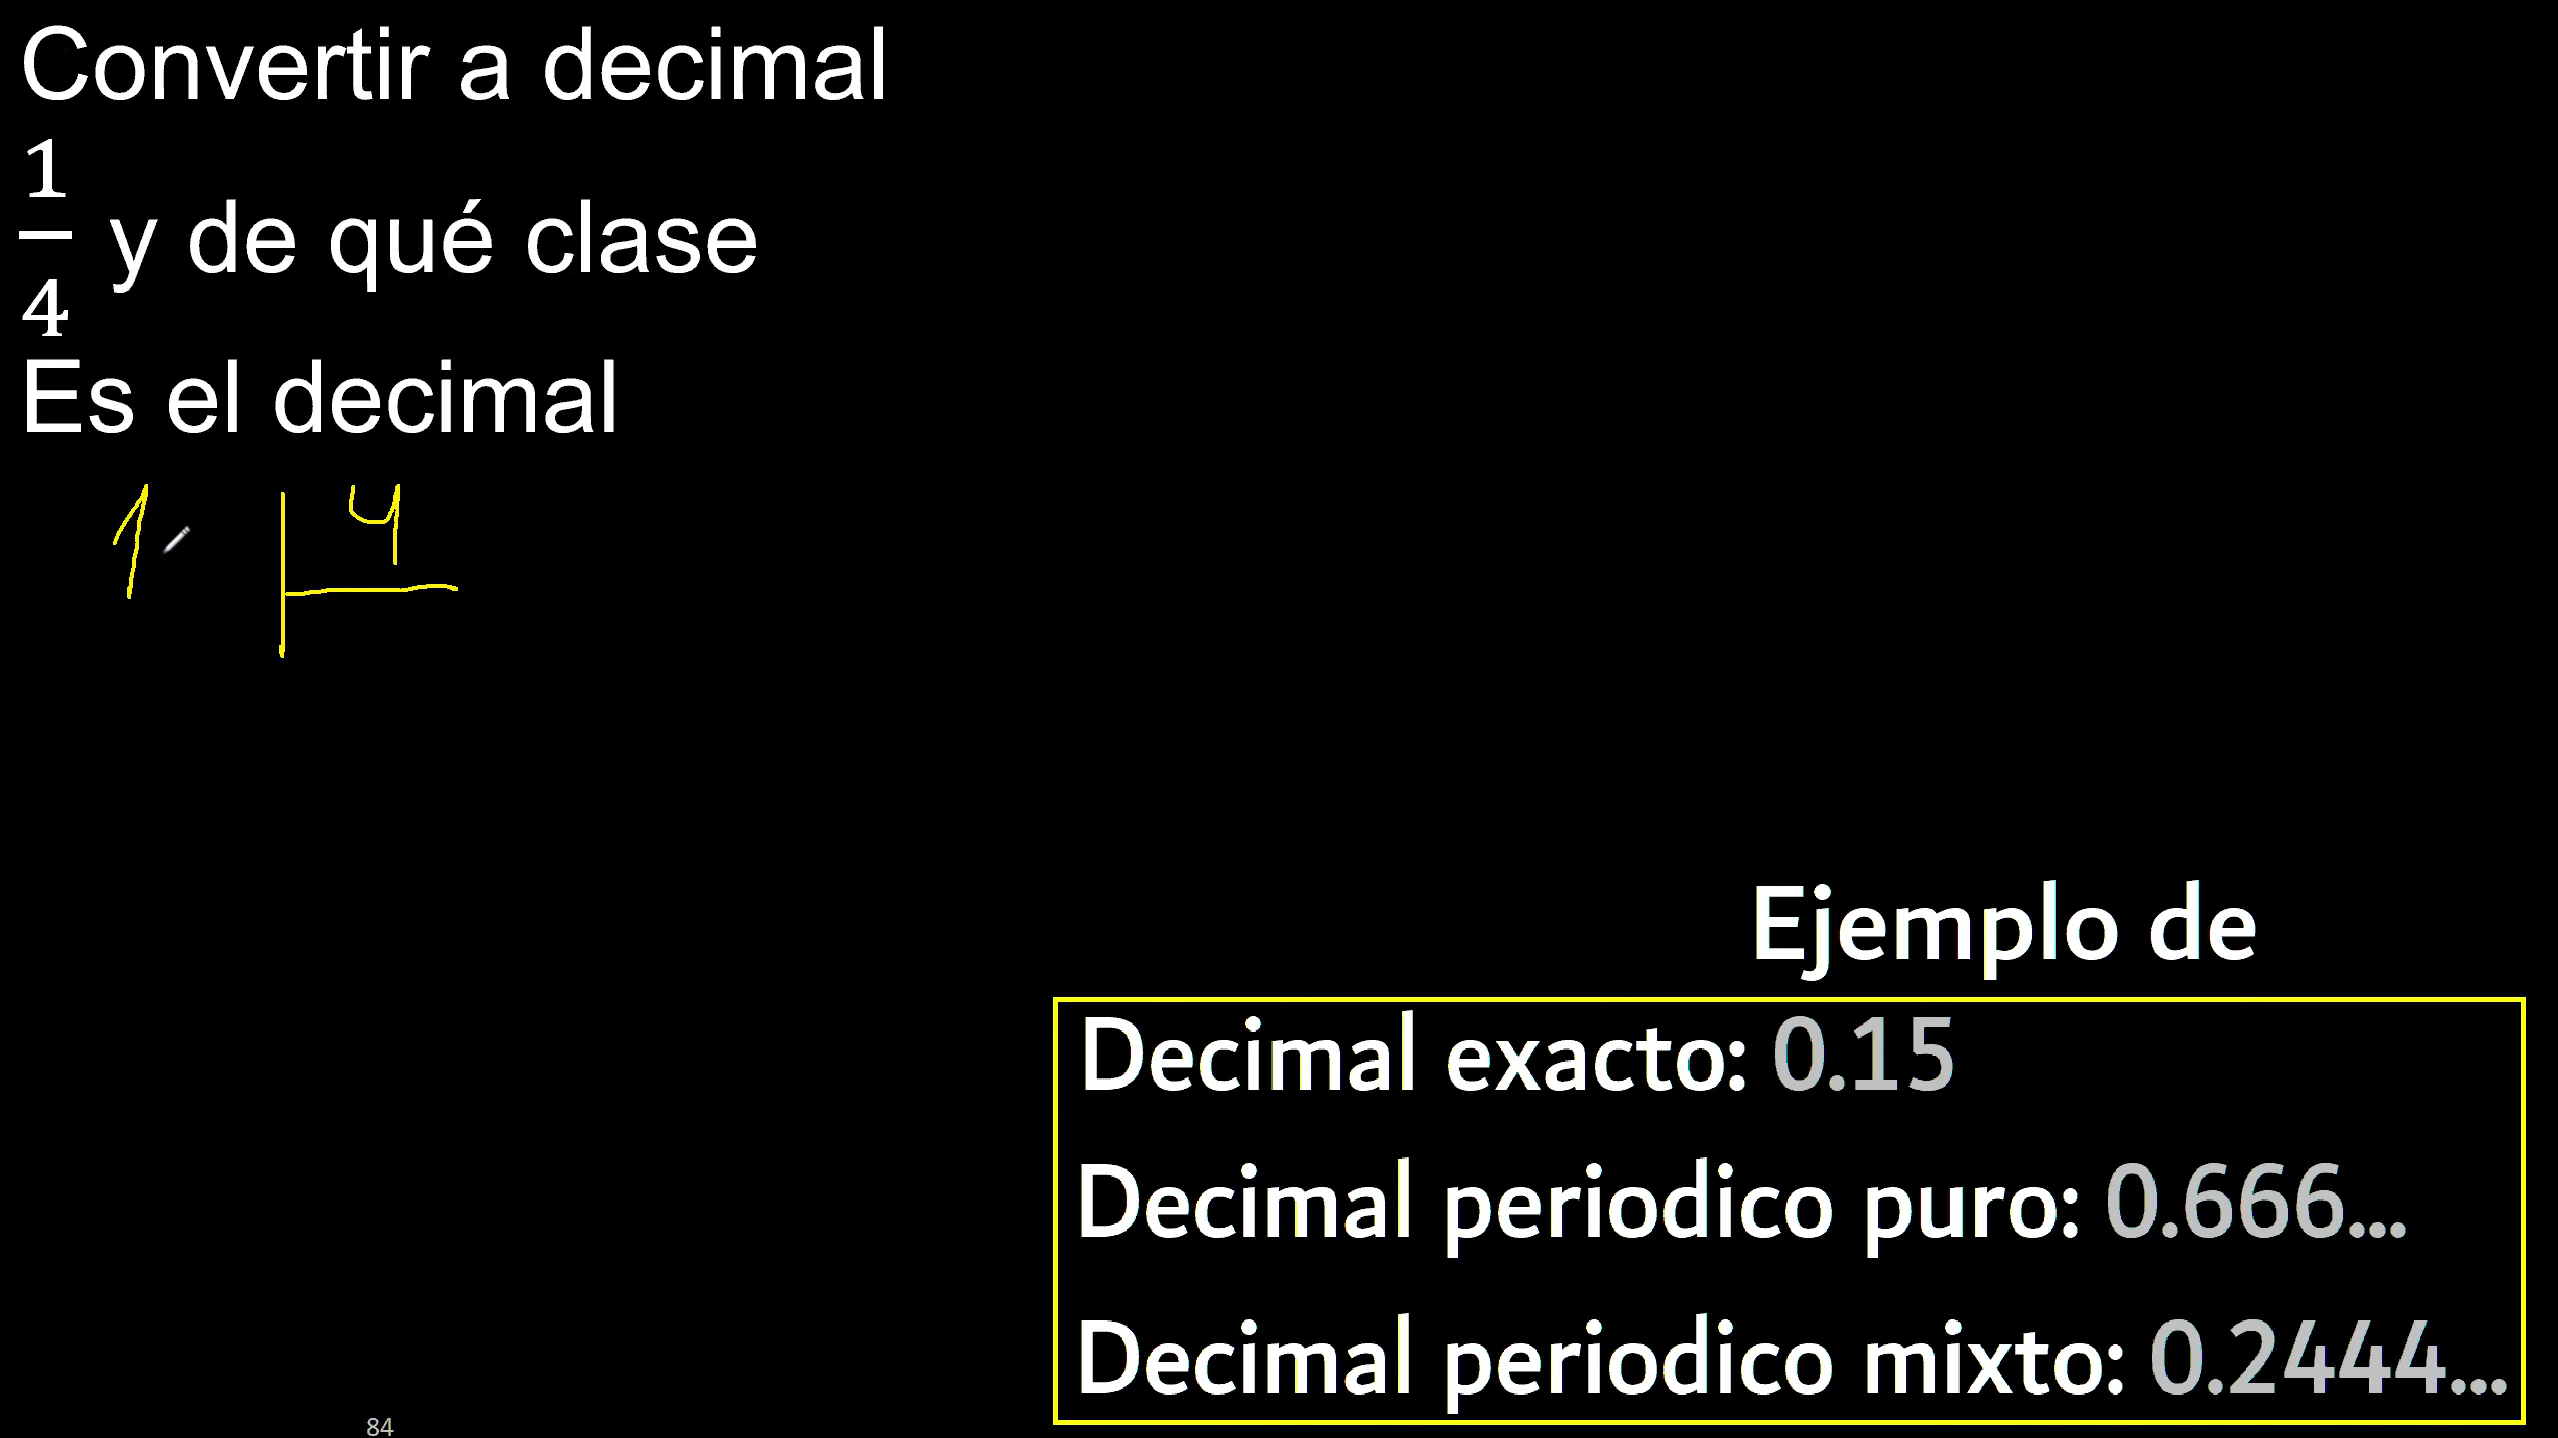 Convertir a decimal
1
4
y de qué clase
Es el decimal
1 4
Ejemplo de
Decimal exacto: 0.15
Decimal periodico puro: 0.666...
Decimal periodico mixto: 0.2444...
84